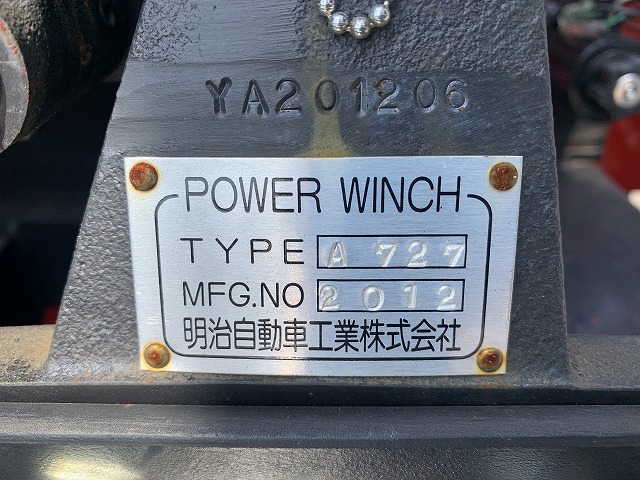 YA201206
POWER WINCH
TYPE A 727
MFG.NO 2012
明治自動車工業株式会社